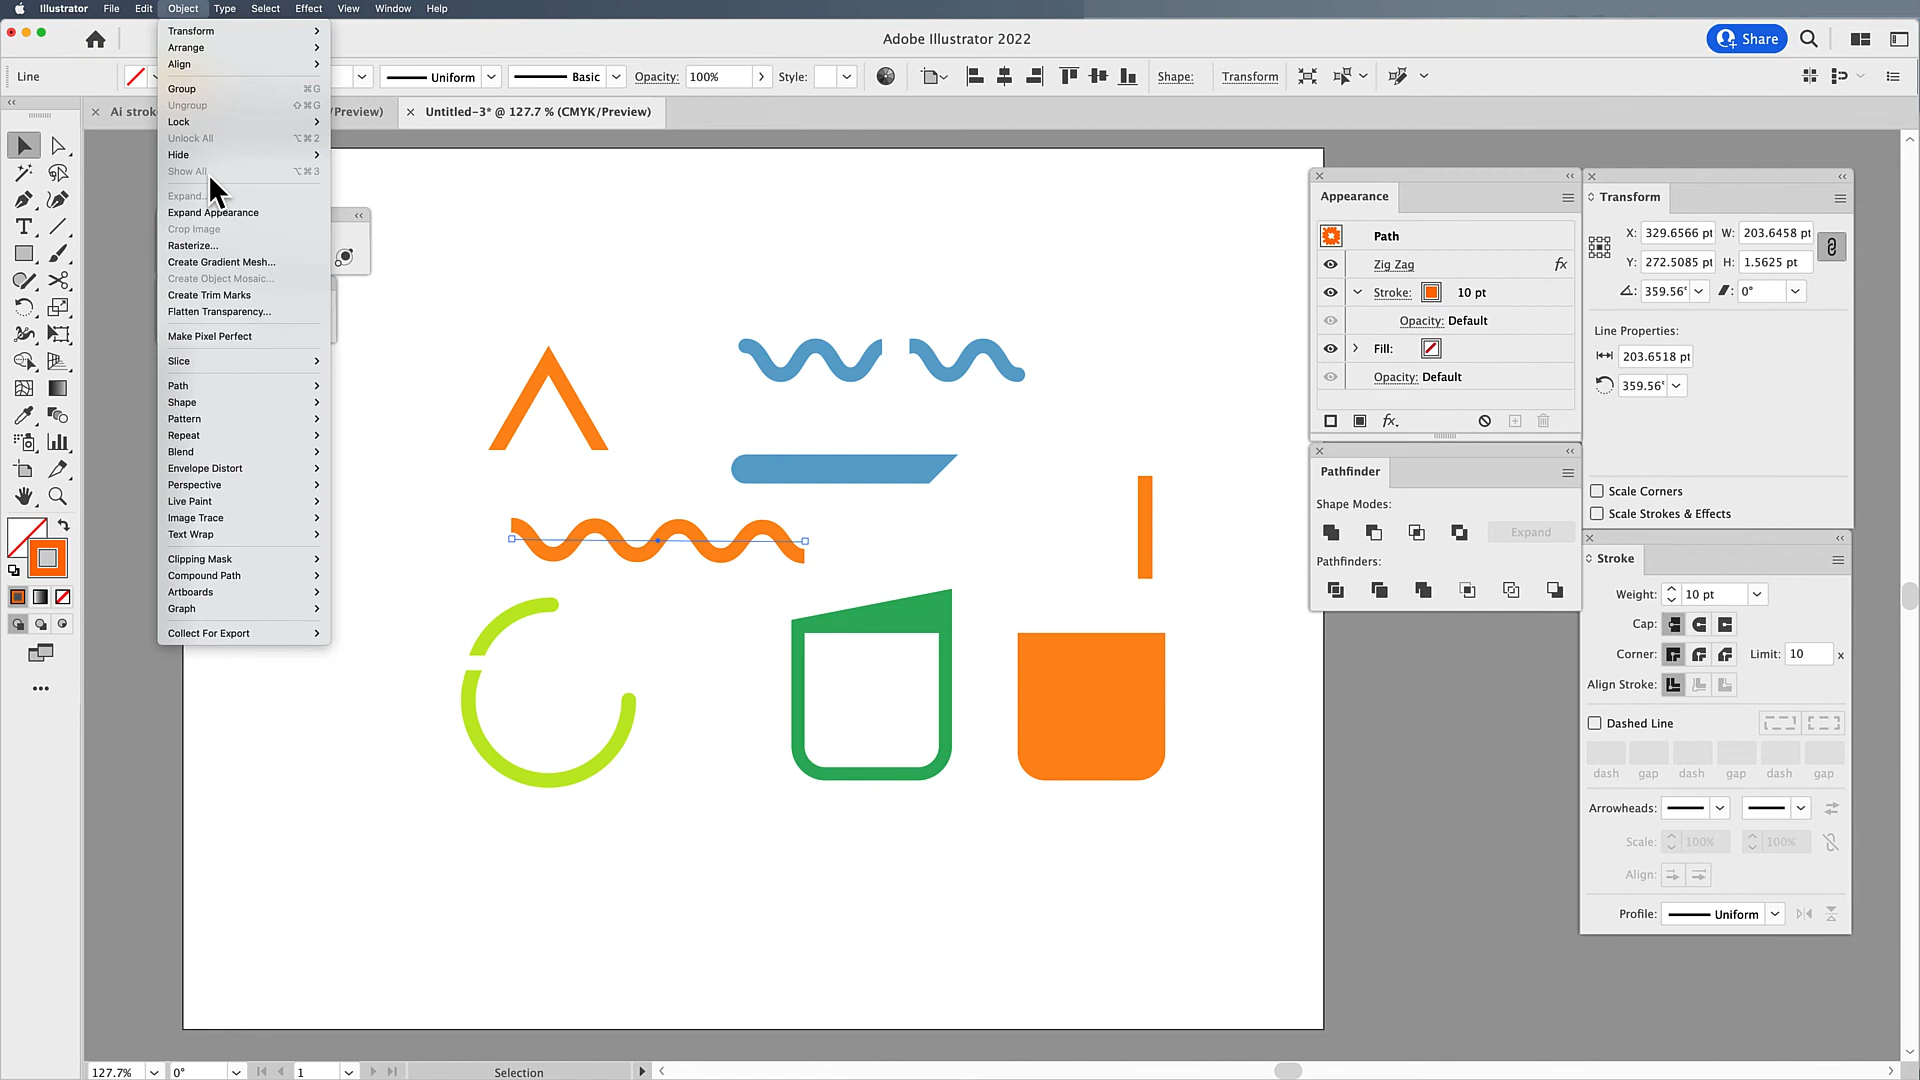 Illustrator File Edit Object Type Select Effect View Window Help
Adobe Illustrator 2022
Share
Line
Uniform
Basic
Opacity: 100%
Style:
Shape:
Transform
/Preview)
Untitled-3* @ 127.7 % (CMYK/Preview)
Transform
Arrange
Align
Group ⌘G
Ungroup ⇧⌘G
Lock
Unlock All ⌥⌘2
Hide
Show All ⌥⌘3
Expand...
Expand Appearance
Crop Image
Rasterize...
Create Gradient Mesh...
Create Object Mosaic...
Create Trim Marks
Flatten Transparency...
Make Pixel Perfect
Slice
Path
Shape
Pattern
Repeat
Blend
Envelope Distort
Perspective
Live Paint
Image Trace
Text Wrap
Clipping Mask
Compound Path
Artboards
Graph
Collect For Export
Appearance
Path
Zig Zag fx
Stroke: 10 pt
Opacity: Default
Fill:
Opacity: Default
fx.
Pathfinder
Shape Modes:
Expand
Pathfinders:
Transform
X: 329.6566 pt W: 203.6458 pt
Y: 272.5085 pt H: 1.5625 pt
359.56° 0°
Line Properties:
203.6518 pt
359.56°
Scale Corners
Scale Strokes & Effects
Stroke
Weight: 10 pt
Cap:
Corner: Limit: 10 x
Align Stroke:
Dashed Line
dash gap dash gap dash gap
Arrowheads:
Scale: 100% 100%
Align:
Profile: Uniform
127.7% 0° 1 Selection